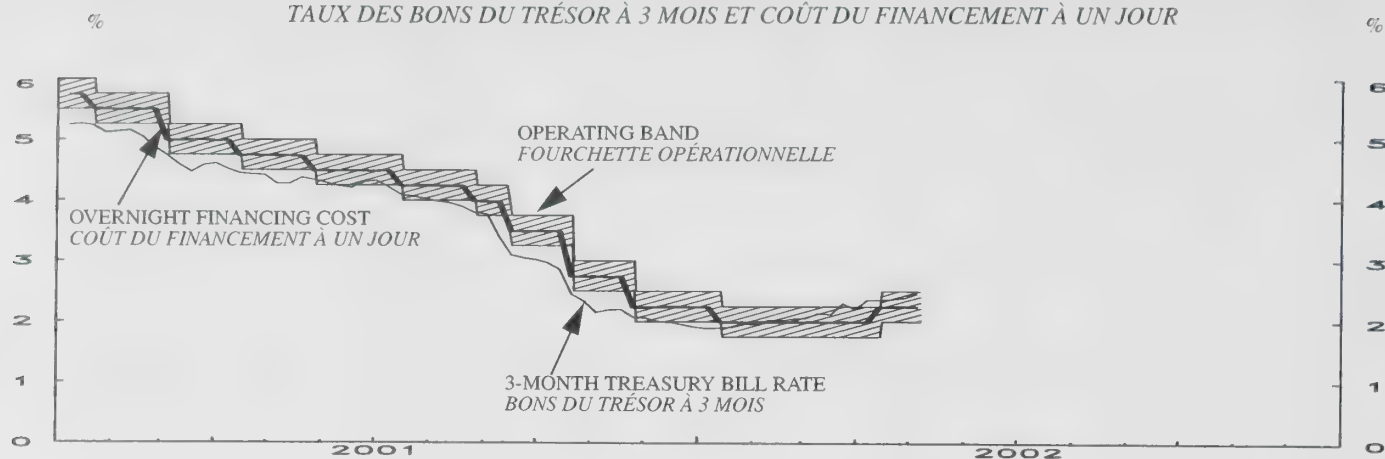 TAUX DES BONS DU TRÉSOR À 3 MOIS ET COÛT DU FINANCEMENT À UN JOUR
% %
6 6
5 5
OPERATING BAND
FOURCHETTE OPÉRATIONNELLE
4 4
OVERNIGHT FINANCING COST
COÛT DU FINANCEMENT À UN JOUR
3 3
2 2
3-MONTH TREASURY BILL RATE
BONS DU TRÉSOR À 3 MOIS
1 1
0 0
2001 2002